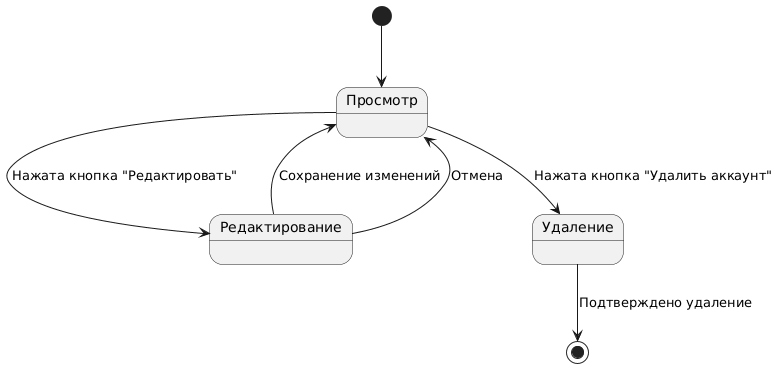 Просмотр
Нажата кнопка "Редактировать"
Сохранение изменений
Отмена
Нажата кнопка "Удалить аккаунт"
Редактирование
Удаление
Подтверждено удаление